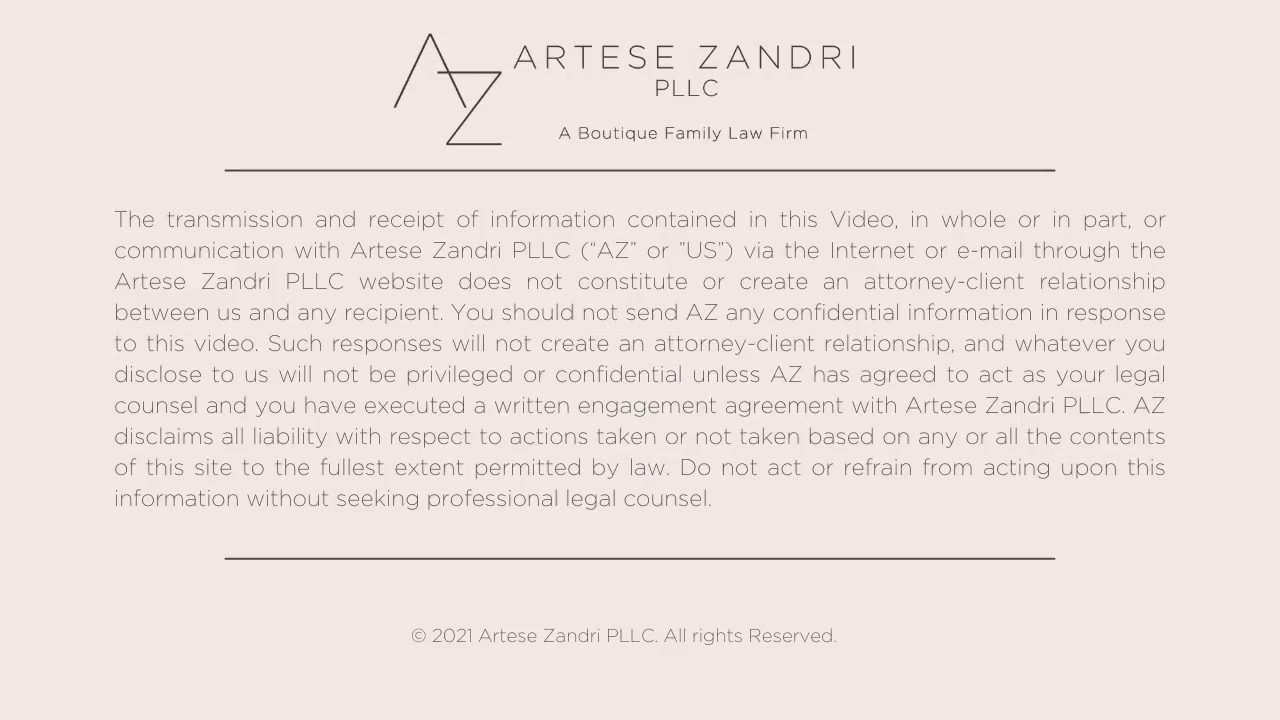 AZ
ARTESE ZANDRI
PLLC
A Boutique Family Law Firm
The transmission and receipt of information contained in this Video, in whole or in part, or
communication with Artese Zandri PLLC (“AZ” or ”US”) via the Internet or e-mail through the
Artese Zandri PLLC website does not constitute or create an attorney-client relationship
between us and any recipient. You should not send AZ any confidential information in response
to this video. Such responses will not create an attorney-client relationship, and whatever you
disclose to us will not be privileged or confidential unless AZ has agreed to act as your legal
counsel and you have executed a written engagement agreement with Artese Zandri PLLC. AZ
disclaims all liability with respect to actions taken or not taken based on any or all the contents
of this site to the fullest extent permitted by law. Do not act or refrain from acting upon this
information without seeking professional legal counsel.
© 2021 Artese Zandri PLLC. All rights Reserved.